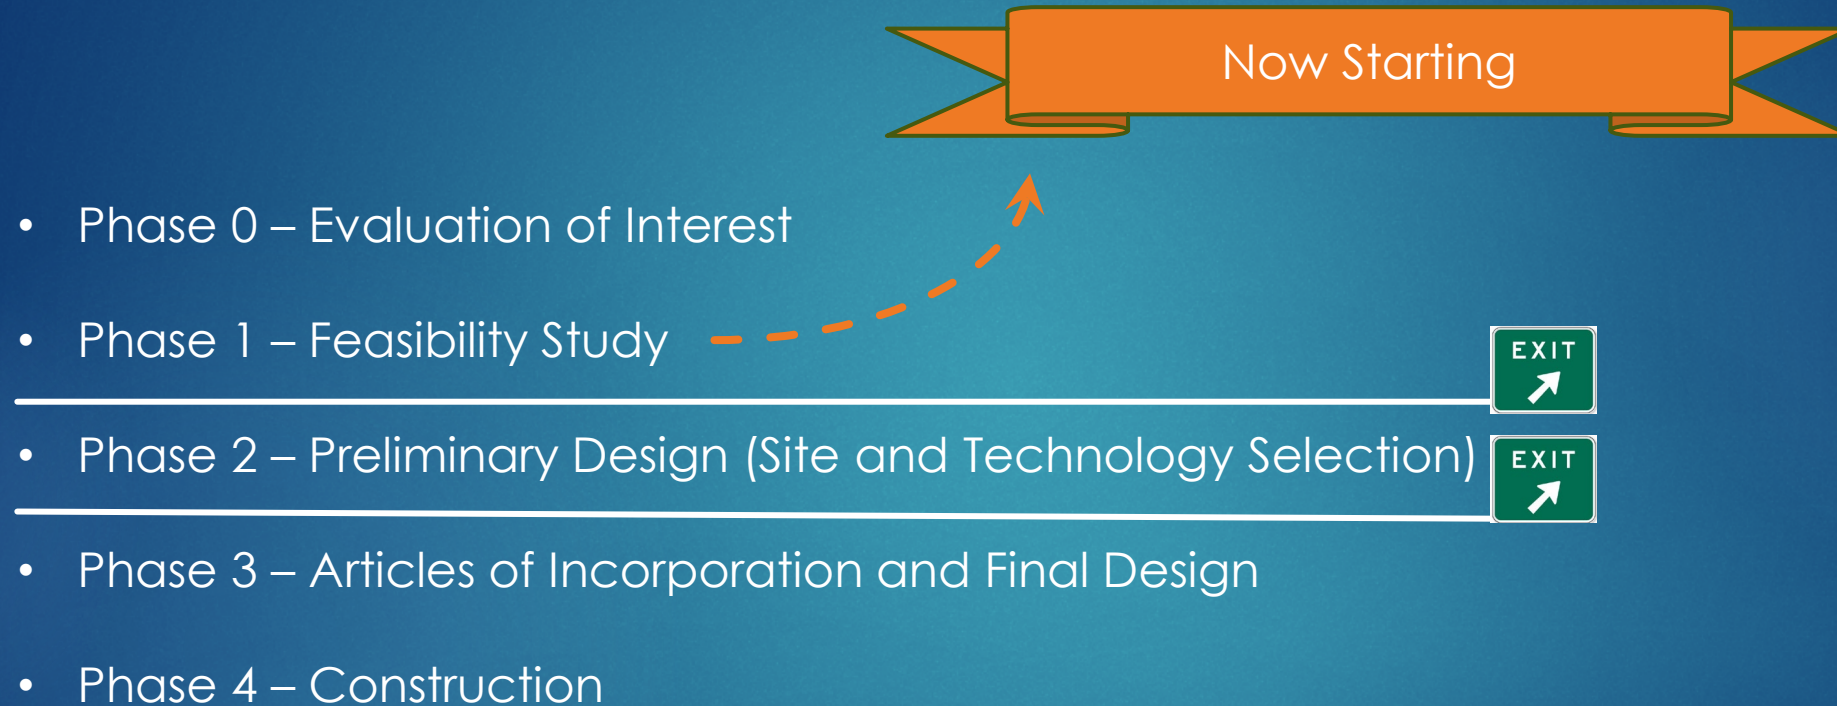 Now Starting
• Phase 0 – Evaluation of Interest
• Phase 1 – Feasibility Study
EXIT
• Phase 2 – Preliminary Design (Site and Technology Selection)
EXIT
• Phase 3 – Articles of Incorporation and Final Design
• Phase 4 – Construction